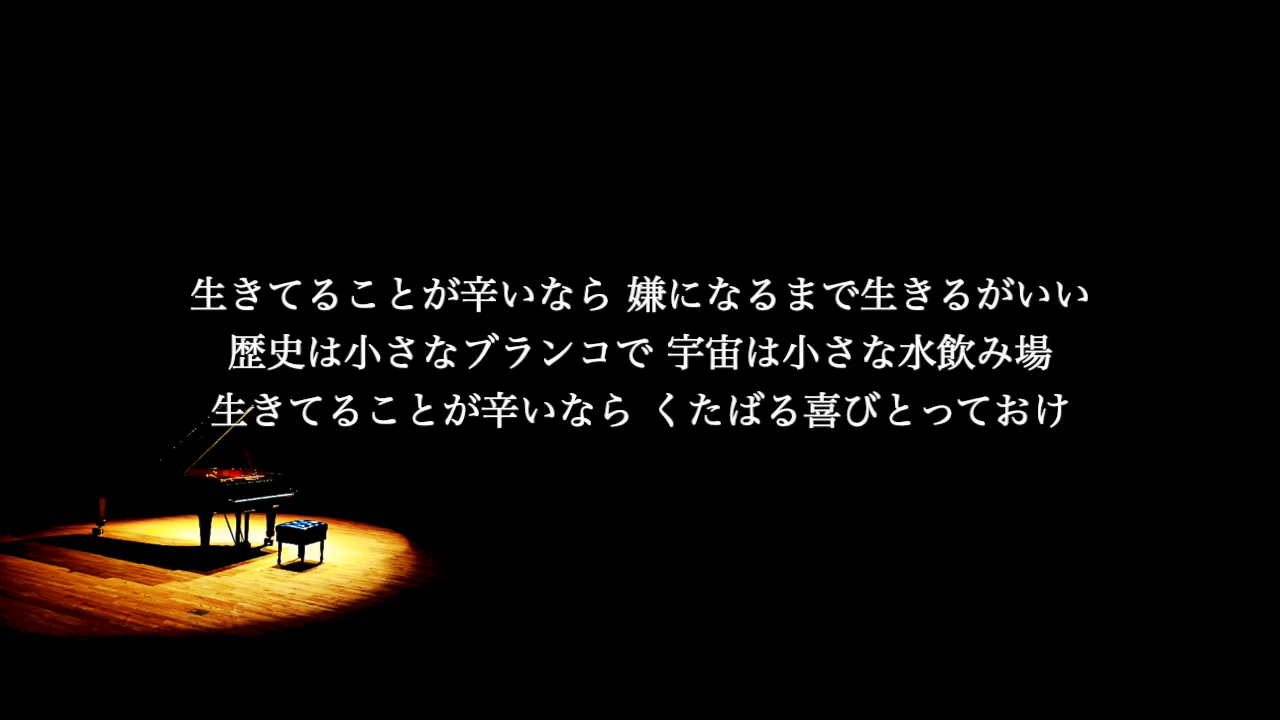 生きてることが辛いなら 嫌になるまで生きるがいい
歴史は小さなブランコで 宇宙は小さな水飲み場
生きてることが辛いなら くたばる喜びとっておけ